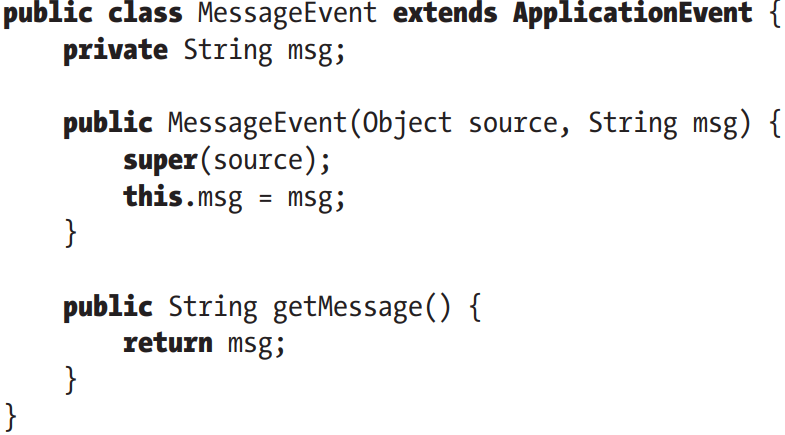 public class MessageEvent extends ApplicationEvent {
    private String msg;

    public MessageEvent(Object source, String msg) {
        super(source);
        this.msg = msg;
    }

    public String getMessage() {
        return msg;
    }
}